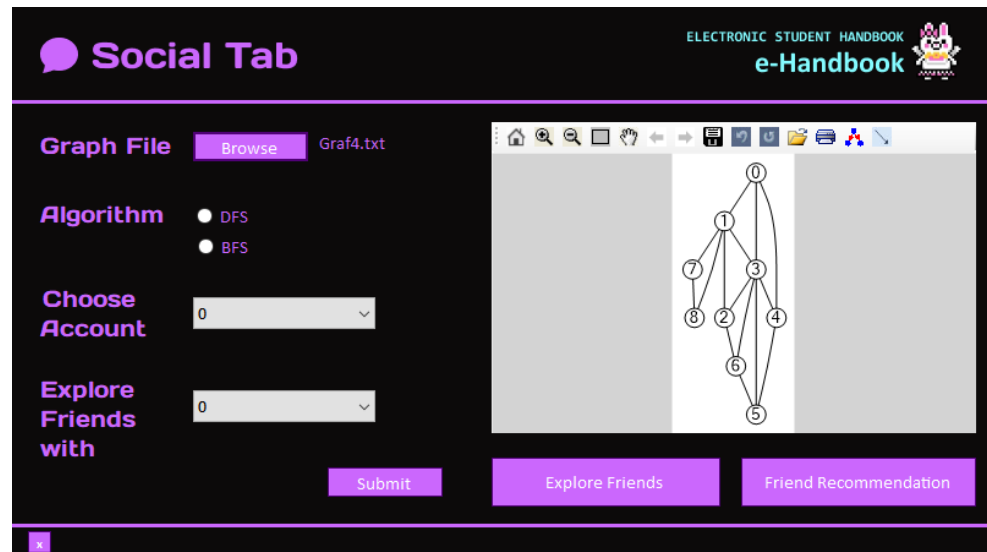 Social Tab
ELECTRONIC STUDENT HANDBOOK
e-Handbook
Graph File
Browse
Graf4.txt
Algorithm
DFS
BFS
Choose
Account
0
Explore
Friends
with
0
Submit
0
1
7
3
8
2
4
6
5
Explore Friends
Friend Recommendation
x